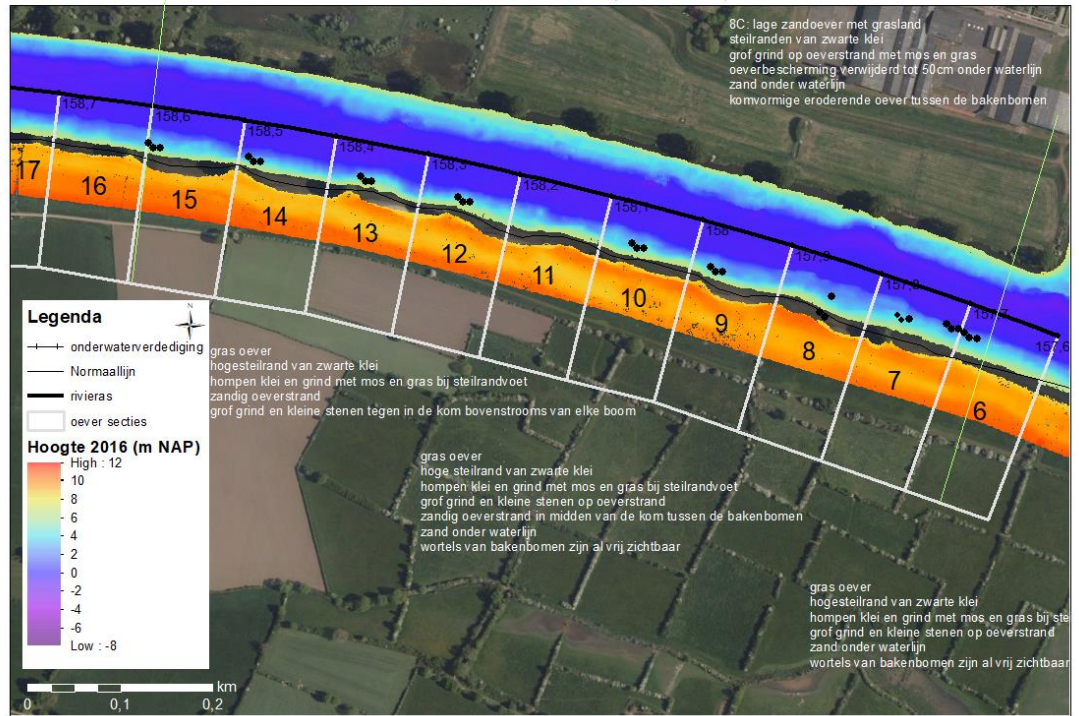 8C: lage zandoever met grasland
steilranden van zwarte klei
grof grind op oeverstrand met mos en gras
oeverbescherming verwijderd tot 50cm onder waterlijn
zand onder waterlijn
komvormige eroderende oever tussen de bakenbomen
158,7
158,6
158,5
158,4
158,3
158,2
158,1
158
157,9
157,8
157,7
157,6
17
16
15
14
13
12
11
10
9
8
7
6
Legenda
N
onderwaterverdediging
Normaallijn
rivieras
oever secties
Hoogte 2016 (m NAP)
High : 12
10
8
6
4
2
0
-2
-4
-6
Low : -8
gras oever
hogesteilrand van zwarte klei
hompen klei en grind met mos en gras bij steilrandvoet
zandig oeverstrand
grof grind en kleine stenen tegen in de kom bovenstrooms van elke boom
gras oever
hoge steilrand van zwarte klei
hompen klei en grind met mos en gras bij steilrandvoet
grof grind en kleine stenen op oeverstrand
zandig oeverstrand in midden van de kom tussen de bakenbomen
zand onder waterlijn
wortels van bakenbomen zijn al vrij zichtbaar
gras oever
hogesteilrand van zwarte klei
hompen klei en grind met mos en gras bij ste
grof grind en kleine stenen op oeverstrand
zand onder waterlijn
wortels van bakenbomen zijn al vrij zichtbaar
km
0
0,1
0,2